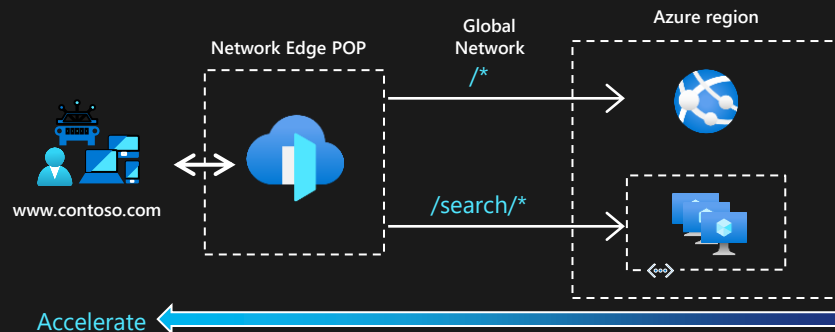 Azure region
Global
Network
Network Edge POP
/*
www.contoso.com
/search/*
Accelerate